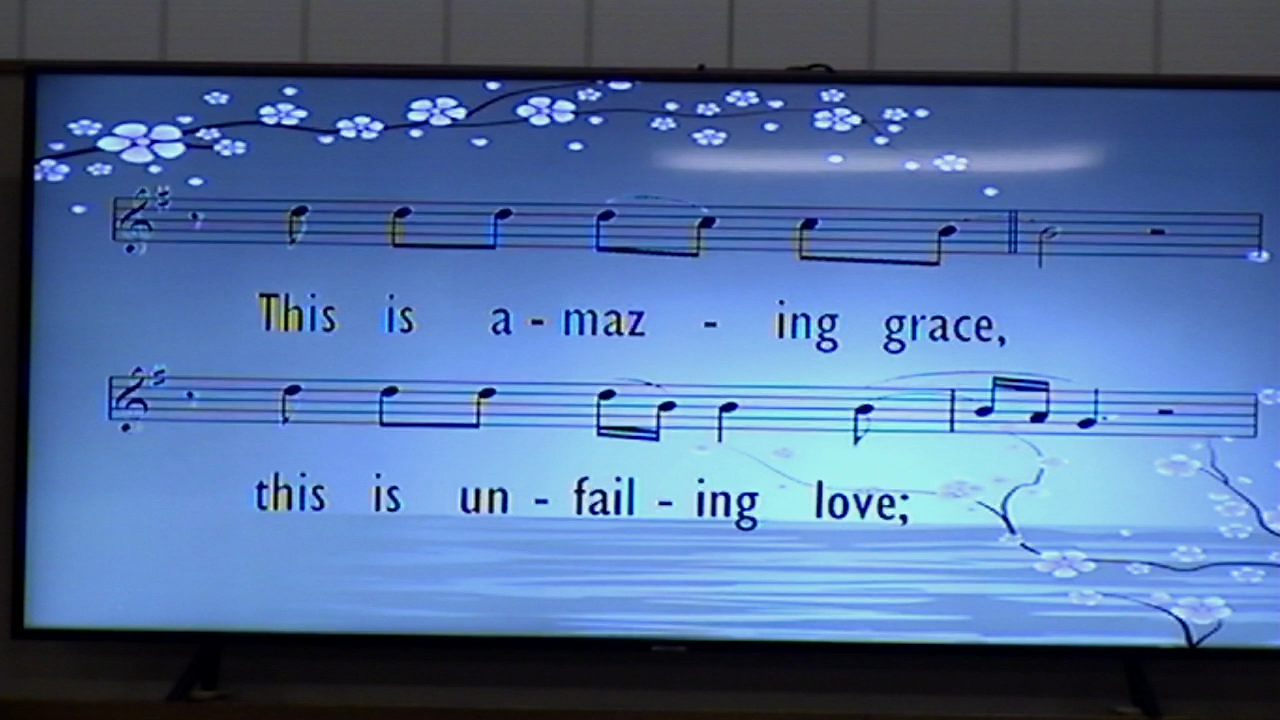 This is a - maz - ing grace,
this is un - fail - ing love;